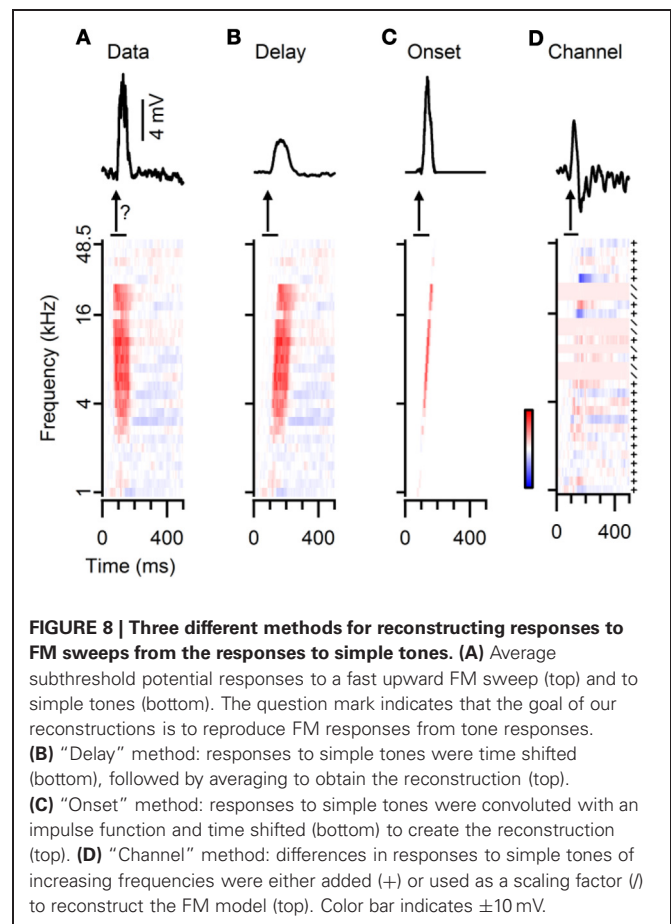 A B C D
Data Delay Onset Channel
4 mV
?
Frequency (kHz)
48.5
16
4
1
+
+
+
+
+
\
\
+
+
\
\
+
\
+
\
\
+
+
+
+
+
+
+
+
+
+
+
+
+
0 400 0 400 0 400 0 400
Time (ms)
FIGURE 8 | Three different methods for reconstructing responses to
FM sweeps from the responses to simple tones. (A) Average
subthreshold potential responses to a fast upward FM sweep (top) and to
simple tones (bottom). The question mark indicates that the goal of our
reconstructions is to reproduce FM responses from tone responses.
(B) “Delay” method: responses to simple tones were time shifted
(bottom), followed by averaging to obtain the reconstruction (top).
(C) “Onset” method: responses to simple tones were convoluted with an
impulse function and time shifted (bottom) to create the reconstruction
(top). (D) “Channel” method: differences in responses to simple tones of
increasing frequencies were either added (+) or used as a scaling factor (/)
to reconstruct the FM model (top). Color bar indicates ±10 mV.